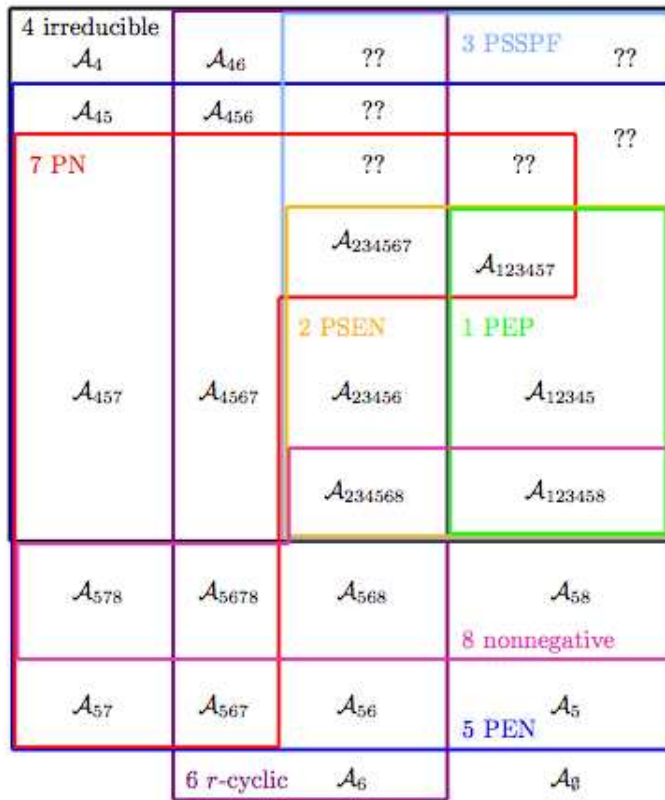 4 irreducible
𝒜₄ 𝒜₄₆ ?? 3 PSSPF ??
𝒜₄₅ 𝒜₄₅₆ ??
??
7 PN ?? ??
𝒜₂₃₄₅₆₇ 𝒜₁₂₃₄₅₇
2 PSEN 1 PEP
𝒜₄₅₇ 𝒜₄₅₆₇ 𝒜₂₃₄₅₆ 𝒜₁₂₃₄₅
𝒜₂₃₄₅₆₈ 𝒜₁₂₃₄₅₈
𝒜₅₇₈ 𝒜₅₆₇₈ 𝒜₅₆₈ 𝒜₅₈
8 nonnegative
𝒜₅₇ 𝒜₅₆₇ 𝒜₅₆ 𝒜₅
5 PEN
6 r-cyclic 𝒜₆ 𝒜∅